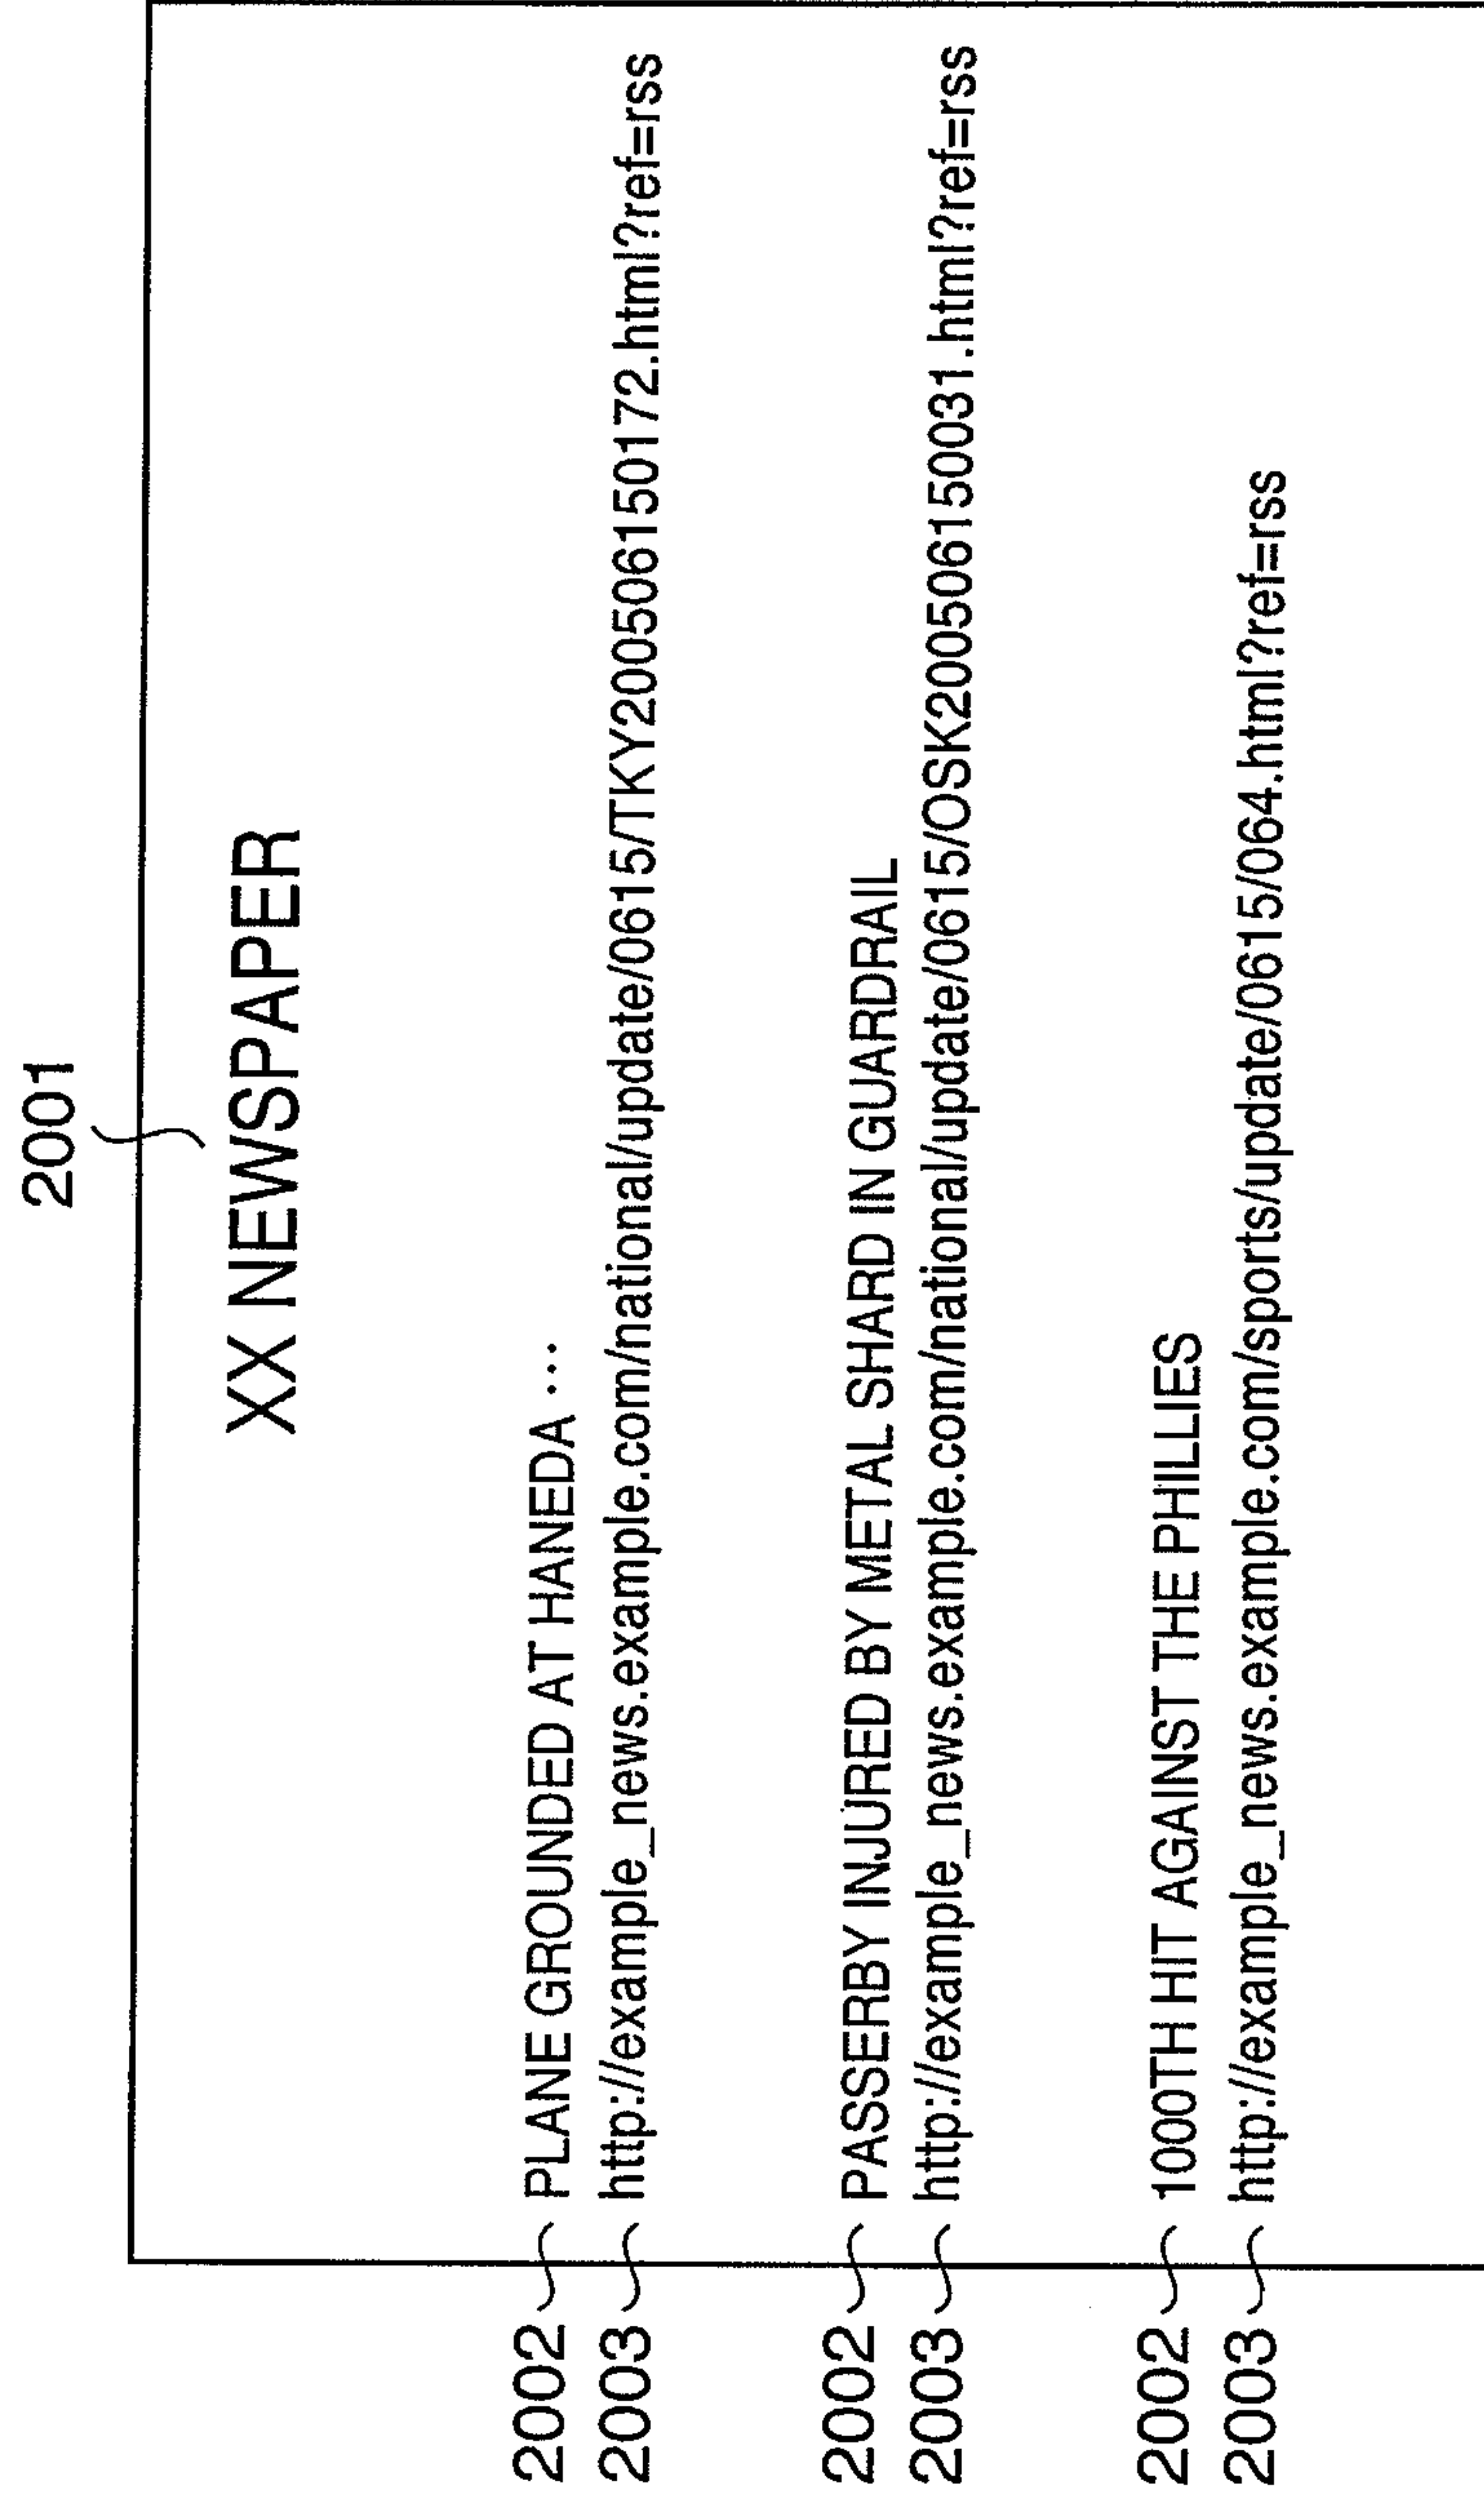 2001
XX NEWSPAPER
2002 PLANE GROUNDED AT HANEDA ···
2003 http://example_news.example.com/national/update/0615/TKY200506150172.html?ref=rss
2002 PASSERBY INJURED BY METAL SHARD IN GUARDRAIL
2003 http://example_news.example.com/national/update/0615/OSK200506150031.html?ref=rss
2002 1000TH HIT AGAINST THE PHILLIES
2003 http://example_news.example.com/sports/update/0615/064.html?ref=rss